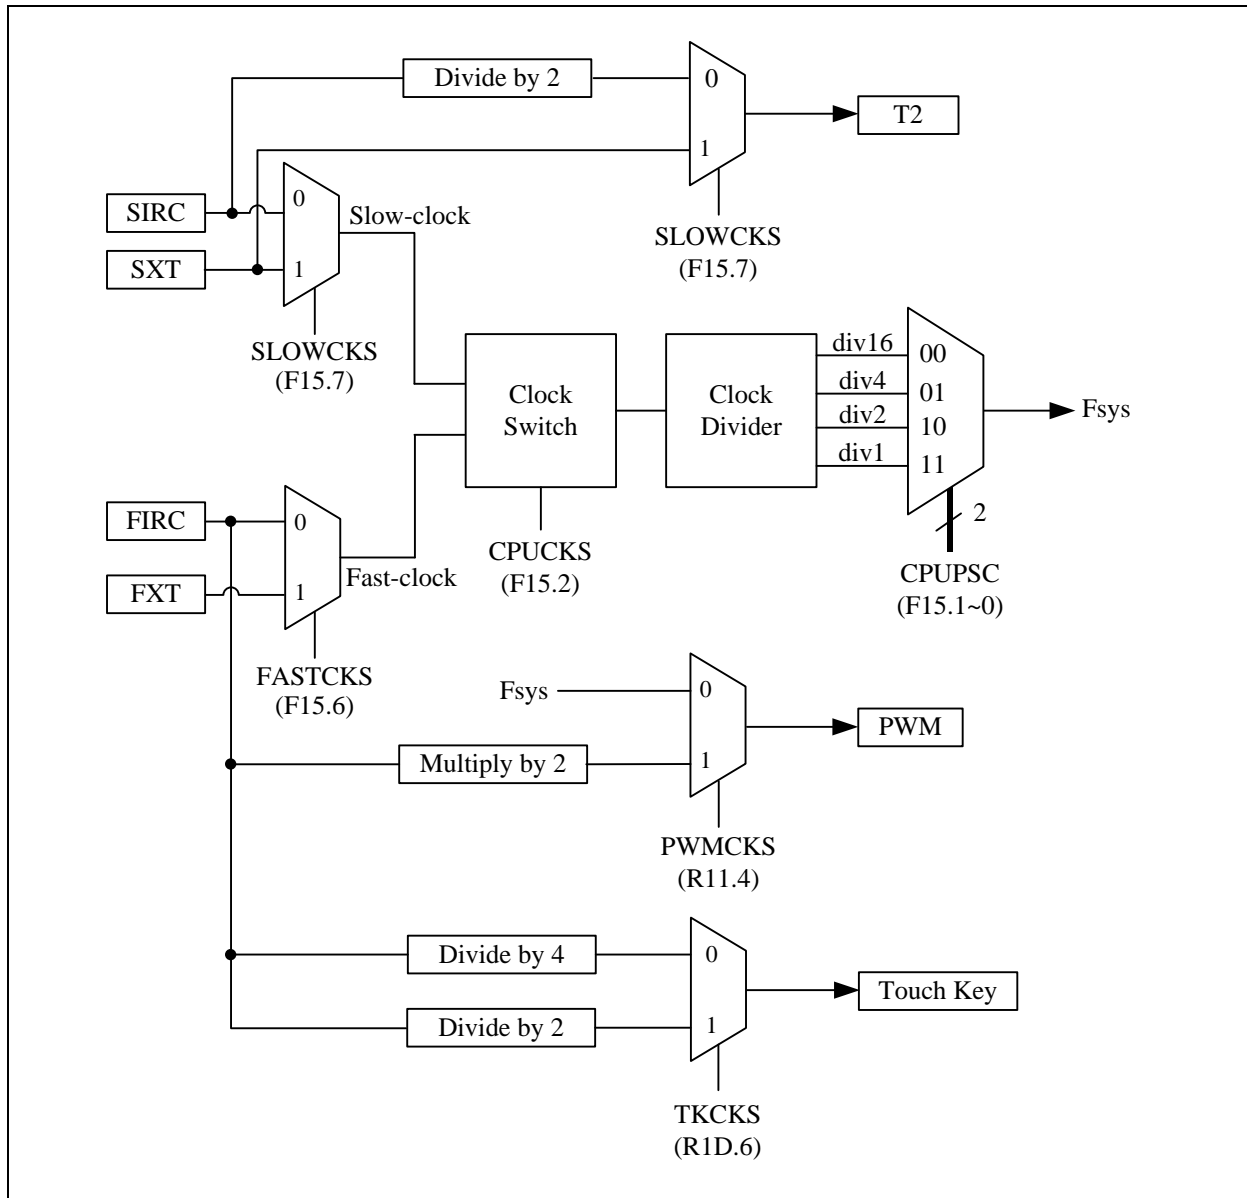 Divide by 2
0
1
T2
SLOWCKS
(F15.7)
SIRC
SXT
0
1
Slow-clock
SLOWCKS
(F15.7)
Clock
Switch
CPUCKS
(F15.2)
Clock
Divider
div16
div4
div2
div1
00
01
10
11
Fsys
2
CPUPSC
(F15.1~0)
FIRC
FXT
0
1
Fast-clock
FASTCKS
(F15.6)
Fsys
Multiply by 2
0
1
PWM
PWMCKS
(R11.4)
Divide by 4
Divide by 2
0
1
Touch Key
TKCKS
(R1D.6)